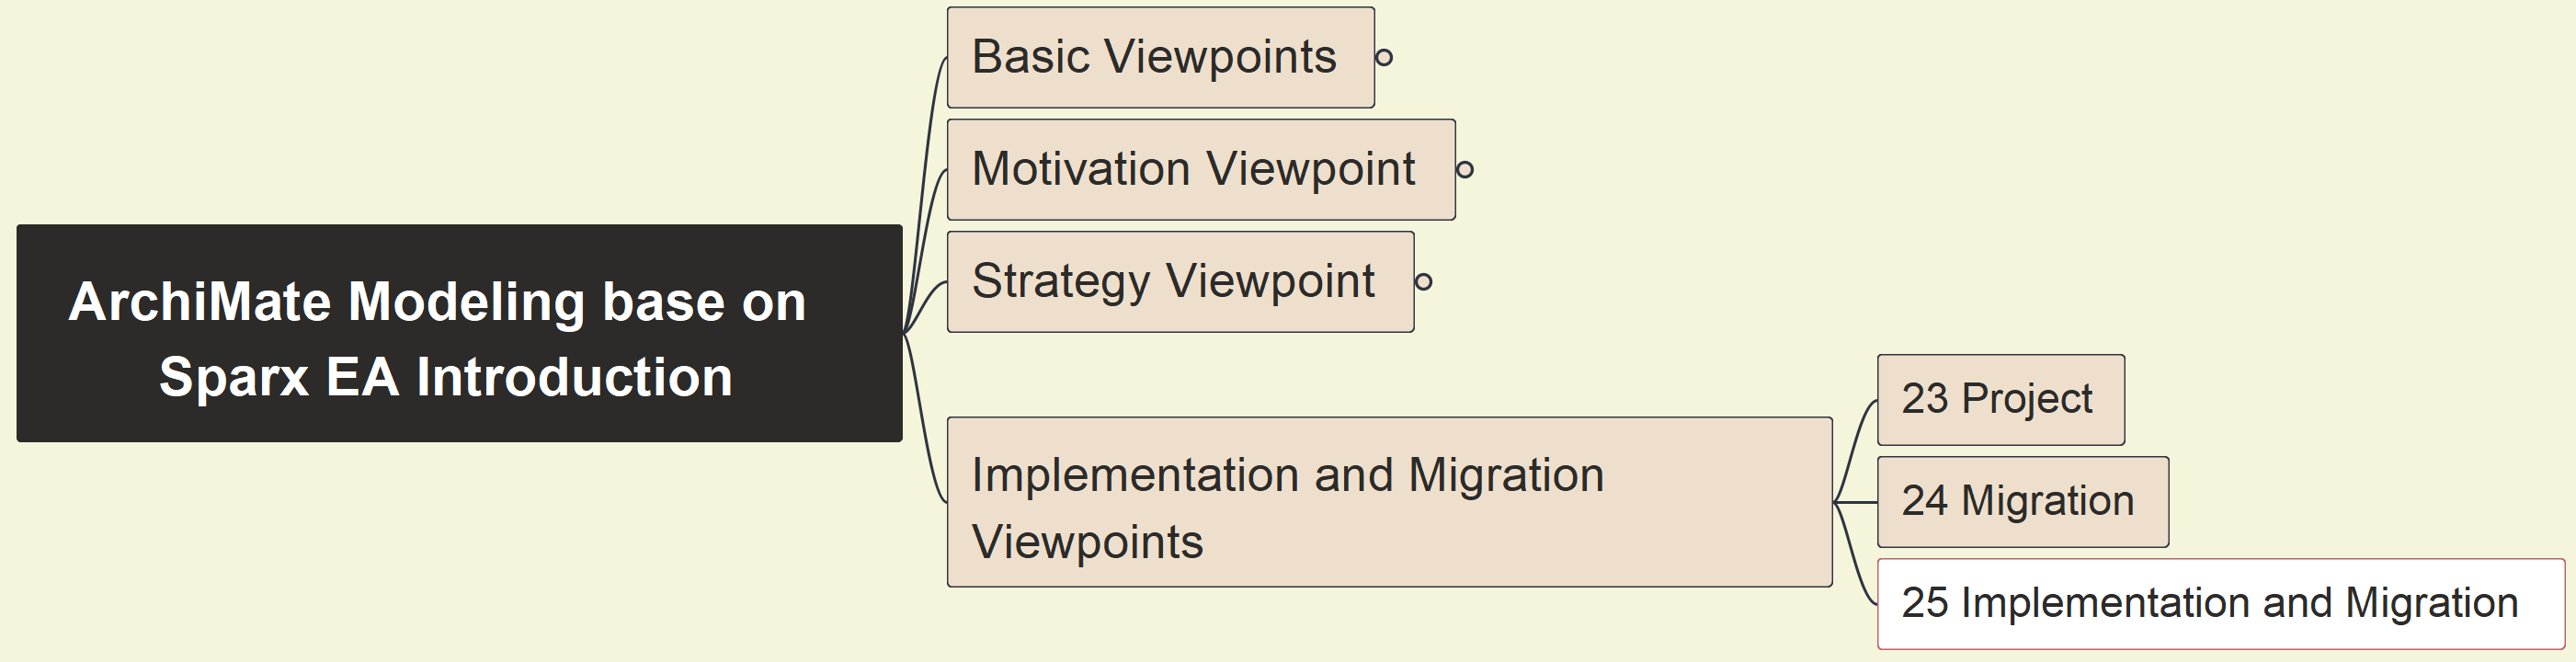 ArchiMate Modeling base on
Sparx EA Introduction
Basic Viewpoints
Motivation Viewpoint
Strategy Viewpoint
Implementation and Migration
Viewpoints
23 Project
24 Migration
25 Implementation and Migration